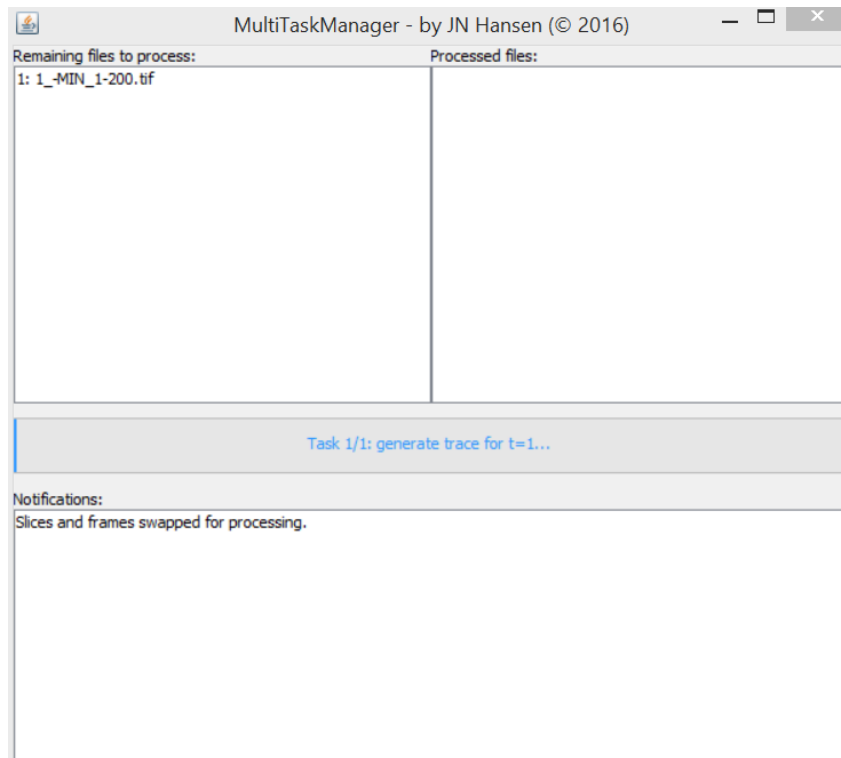 MultiTaskManager - by JN Hansen (© 2016)
Remaining files to process:
Processed files:
1: 1_-MIN_1-200.tif
Task 1/1: generate trace for t=1...
Notifications:
Slices and frames swapped for processing.